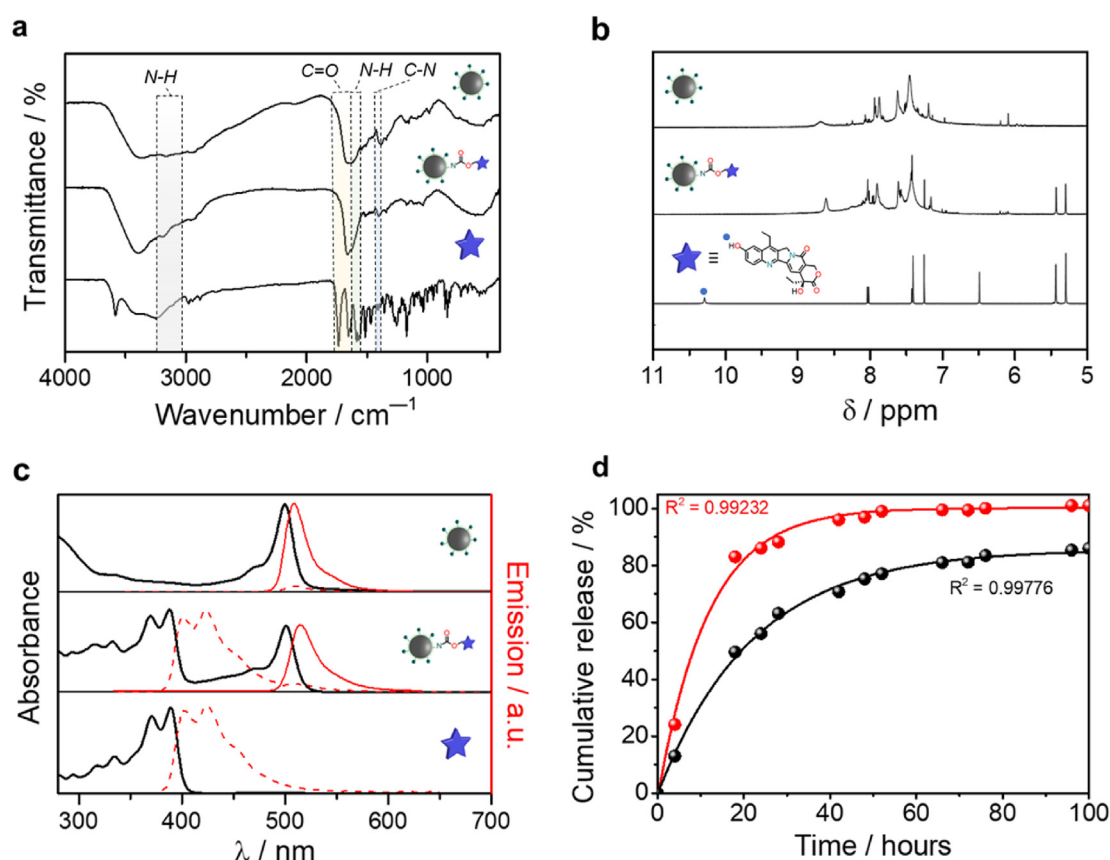 a
N-H
C=O
N-H
C-N
N
O
O
Transmittance / %
4000
3000
2000
1000
Wavenumber / cm—1
b
N
O
O
≡
HO
N
N
O
O
O
OH
11
9
8
7
6
5
δ / ppm
c
Absorbance
Emission / a.u.
N
O
O
300
400
500
600
700
λ / nm
d
Cumulative release / %
100
80
60
40
20
0
R2 = 0.99232
R2 = 0.99776
0
20
40
60
80
100
Time / hours